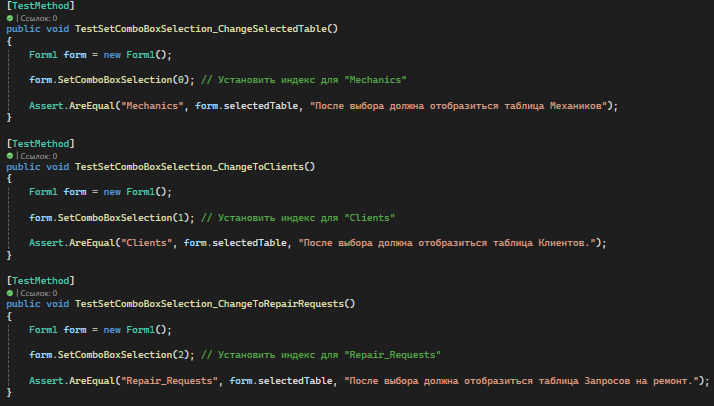 [TestMethod]
| Ссылок: 0
public void TestSetComboBoxSelection_ChangeSelectedTable()
{
Form1 form = new Form1();
form.SetComboBoxSelection(0); // Установить индекс для "Mechanics"
Assert.AreEqual("Mechanics", form.selectedTable, "После выбора должна отобразиться таблица Механиков");
}
[TestMethod]
| Ссылок: 0
public void TestSetComboBoxSelection_ChangeToClients()
{
Form1 form = new Form1();
form.SetComboBoxSelection(1); // Установить индекс для "Clients"
Assert.AreEqual("Clients", form.selectedTable, "После выбора должна отобразиться таблица Клиентов.");
}
[TestMethod]
| Ссылок: 0
public void TestSetComboBoxSelection_ChangeToRepairRequests()
{
Form1 form = new Form1();
form.SetComboBoxSelection(2); // Установить индекс для "Repair_Requests"
Assert.AreEqual("Repair_Requests", form.selectedTable, "После выбора должна отобразиться таблица Запросов на ремонт.");
}